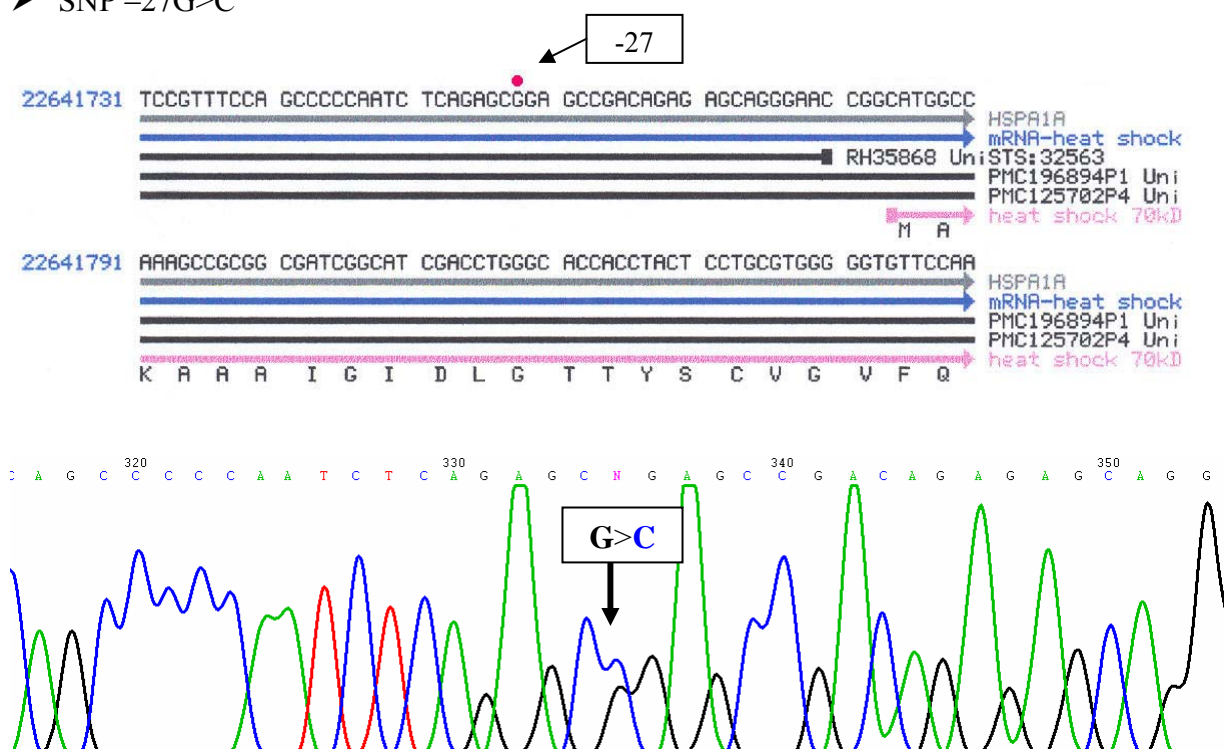 ➤ SNP –27G>C
-27
22641731 TCCGTTTCCA GCCCCCAATC TCAGAGCGGA GCCGACAGAG AGCAGGGAAC CGGCATGGCC
HSPA1A
mRNA-heat shock
RH35868 UniSTS:32563
PMC196894P1 Uni
PMC125702P4 Uni
heat shock 70kD
M A
22641791 AAAGCCGCGG CGATCGGCAT CGACCTGGGC ACCACCTACT CCTGCGTGGG GGTGTTCCAA
HSPA1A
mRNA-heat shock
PMC196894P1 Uni
PMC125702P4 Uni
heat shock 70kD
K A A A I G I D L G T T Y S C V G V F Q
320 330 340 350
C A G C C C C C A A T C T C A G A G C N G A G C C G A C A G A G A G C A G G
G>C